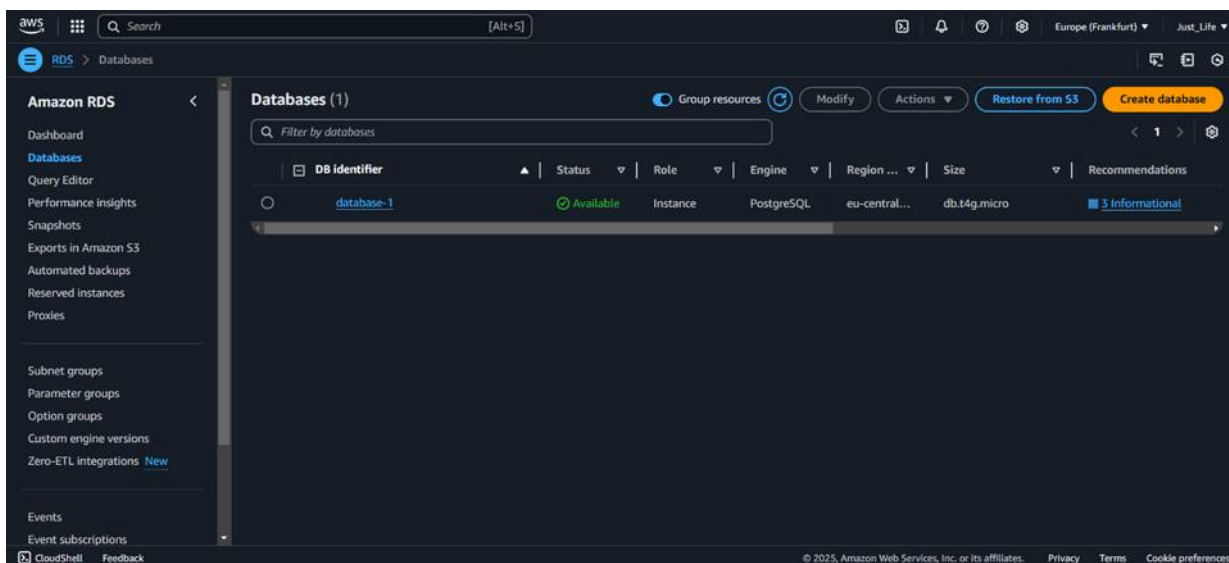 aws Search [Alt+S] Europe (Frankfurt) Just_Life
RDS > Databases
Amazon RDS
Dashboard
Databases
Query Editor
Performance insights
Snapshots
Exports in Amazon S3
Automated backups
Reserved instances
Proxies
Subnet groups
Parameter groups
Option groups
Custom engine versions
Zero-ETL integrations New
Events
Event subscriptions
Databases (1) Group resources Modify Actions Restore from S3 Create database
Filter by databases 1
DB identifier Status Role Engine Region ... Size Recommendations
database-1 Available Instance PostgreSQL eu-central... db.t4g.micro 3 Informational
CloudShell Feedback © 2025, Amazon Web Services, Inc. or its affiliates. Privacy Terms Cookie preferences